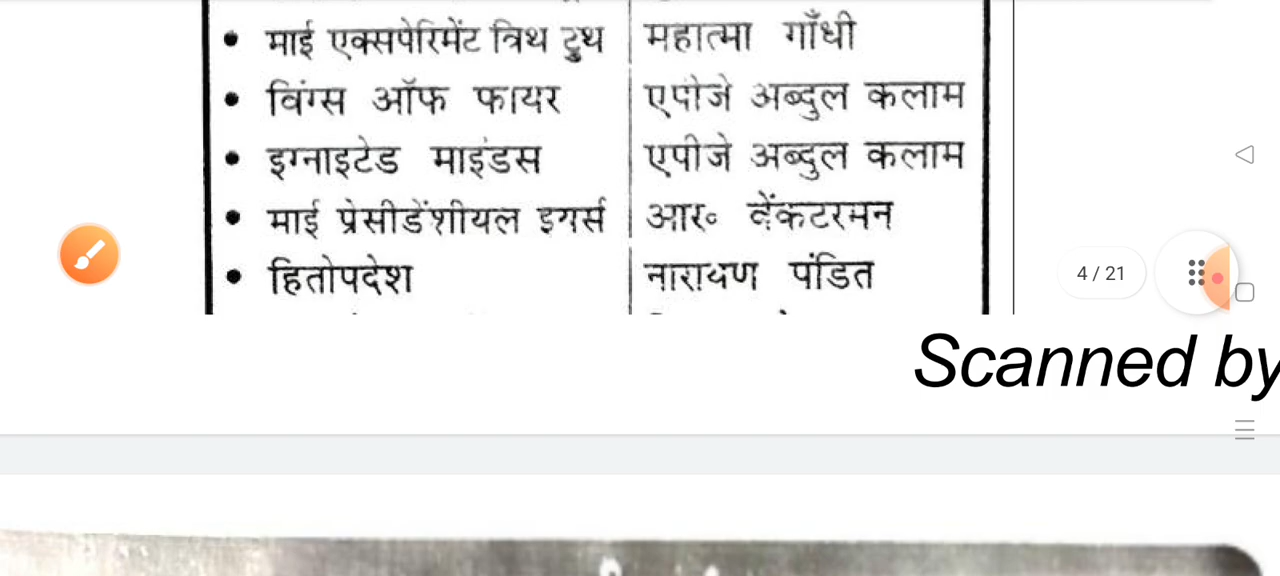 • माई एक्सपेरिमेंट त्रिथ ट्रुथ महात्मा गाँधी
• विंग्स ऑफ फायर एपीजे अब्दुल कलाम
• इग्नाइटेड माइंडस एपीजे अब्दुल कलाम
• माई प्रेसीडेंशीयल इयर्स आर० वेंकटरमन
• हितोपदेश नारायण पंडित
4 / 21
Scanned by